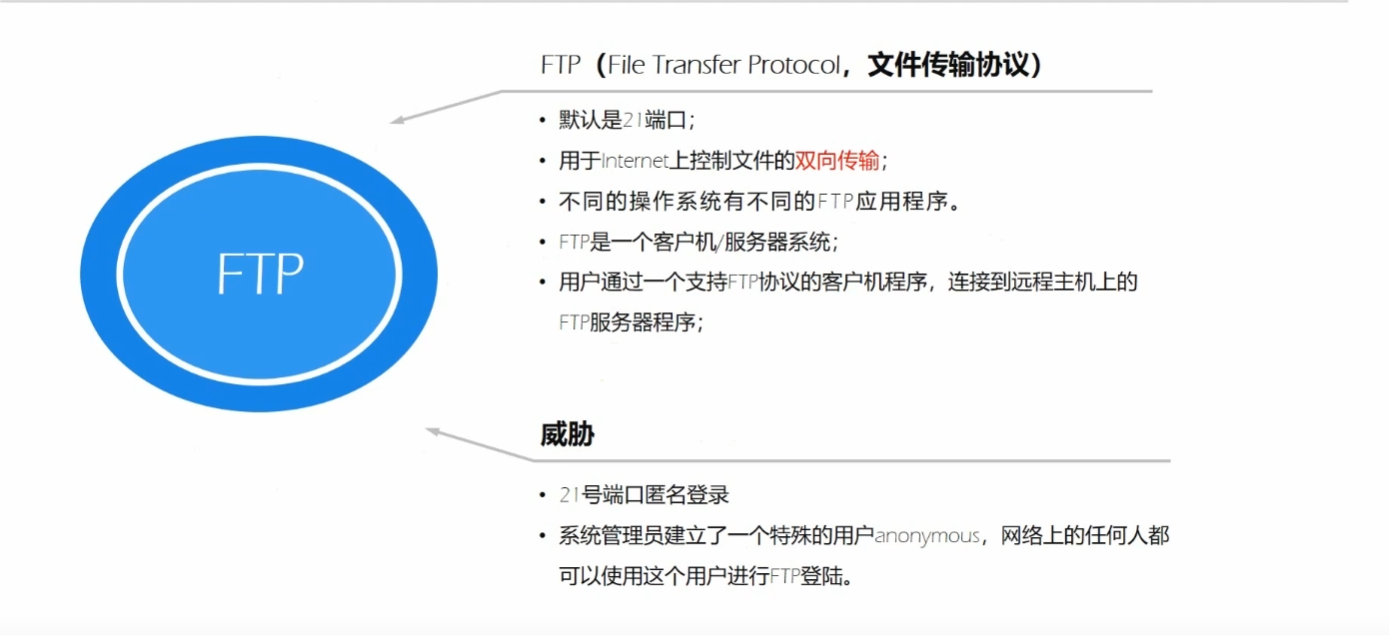 FTP（File Transfer Protocol，文件传输协议）
• 默认是21端口；
• 用于Internet上控制文件的双向传输；
• 不同的操作系统有不同的FTP应用程序。
• FTP是一个客户机/服务器系统；
• 用户通过一个支持FTP协议的客户机程序，连接到远程主机上的
FTP服务器程序；
FTP
威胁
• 21号端口匿名登录
• 系统管理员建立了一个特殊的用户anonymous，网络上的任何人都
可以使用这个用户进行FTP登陆。